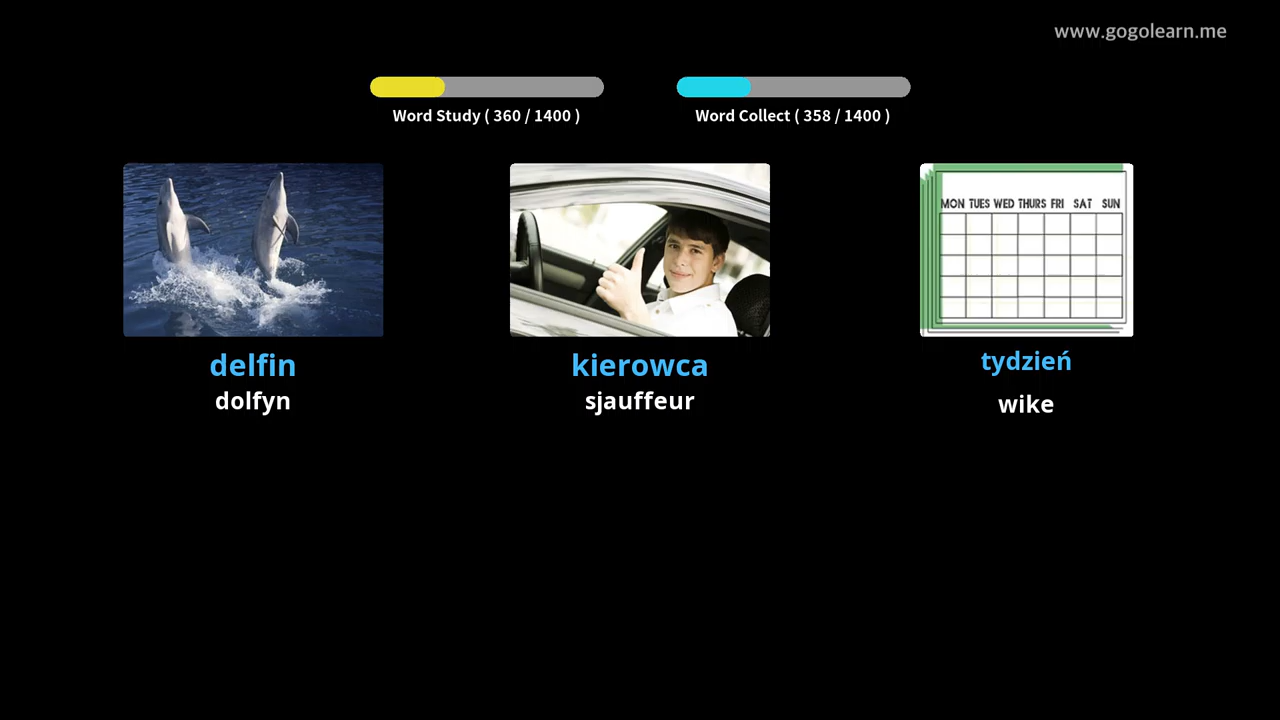 www.gogolearn.me
Word Study ( 360 / 1400 )
Word Collect ( 358 / 1400 )
MON TUES WED THURS FRI SAT SUN
delfin
dolfyn
kierowca
sjauffeur
tydzień
wike